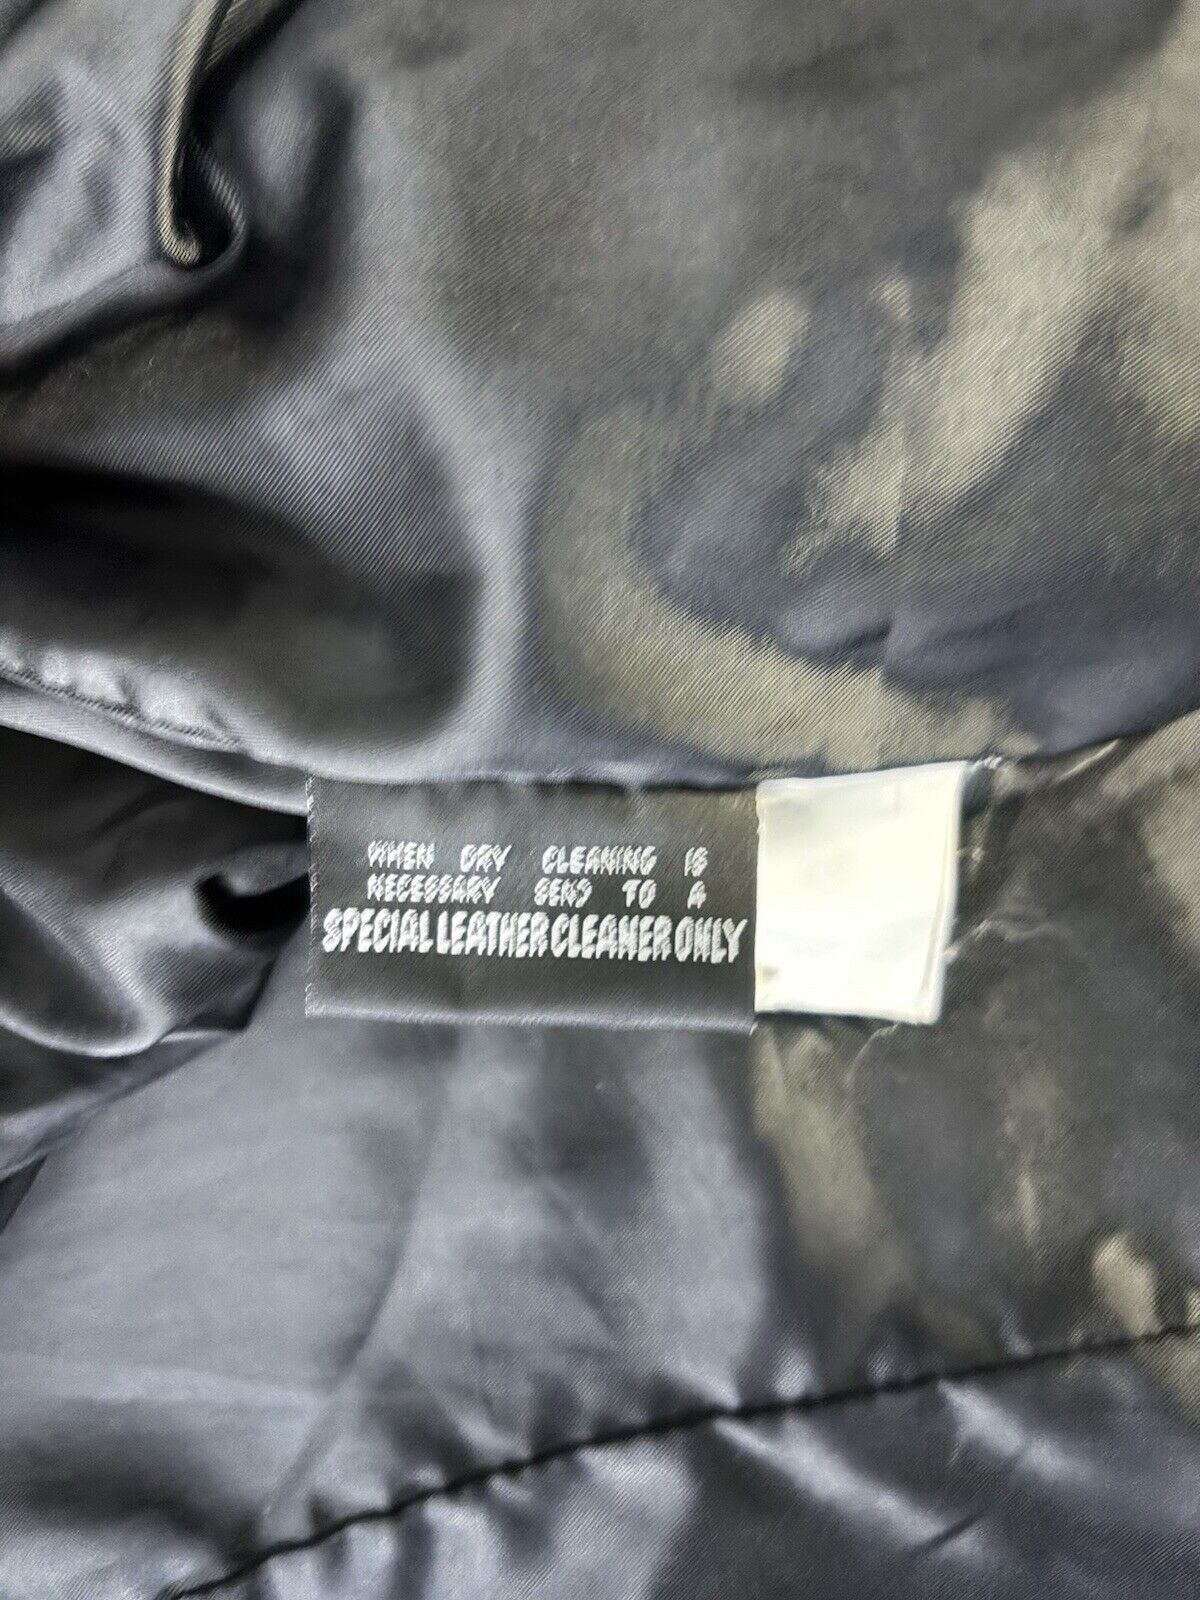 WHEN DRY CLEANING IS
NECESSARY SEND TO A
SPECIAL LEATHER CLEANER ONLY